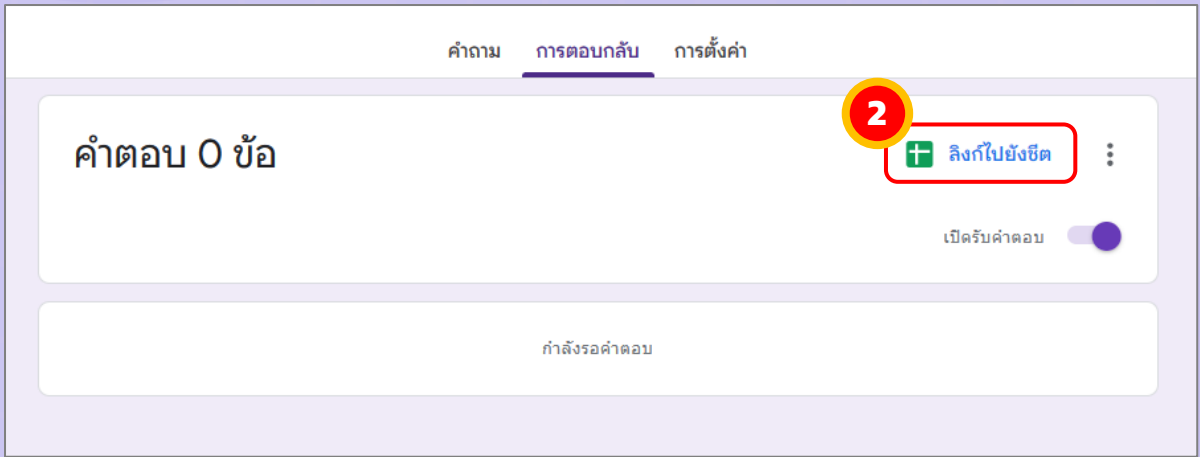 คำถาม การตอบกลับ การตั้งค่า
2
คำตอบ 0 ข้อ
ลิงก์ไปยังชีต
เปิดรับคำตอบ
กำลังรอคำตอบ